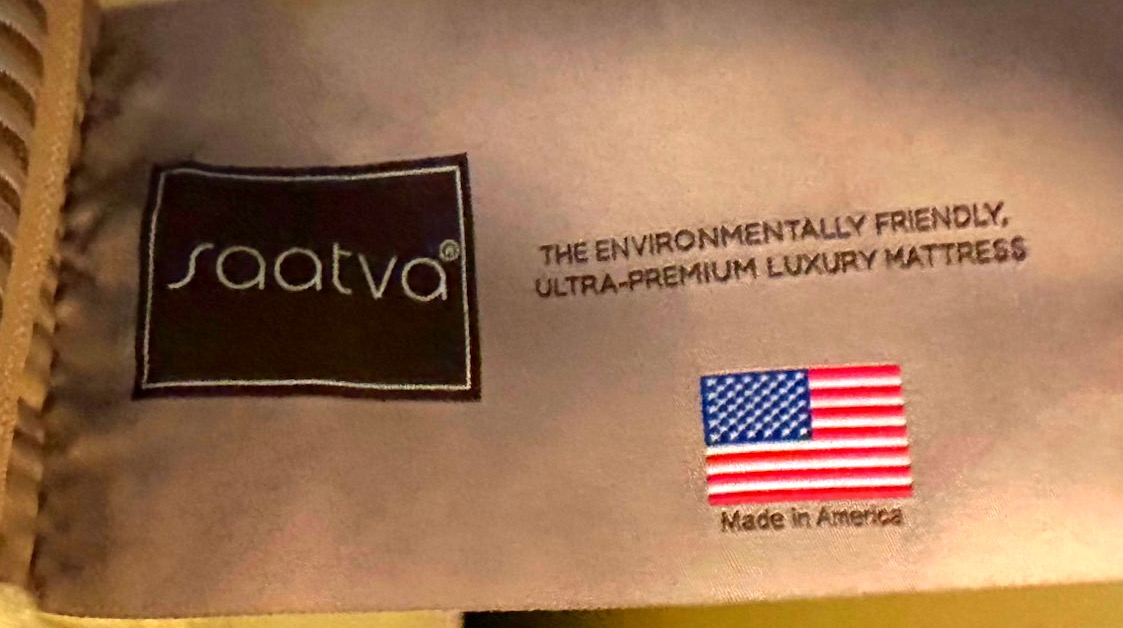 saatva®
THE ENVIRONMENTALLY FRIENDLY,
ULTRA-PREMIUM LUXURY MATTRESS
Made in America